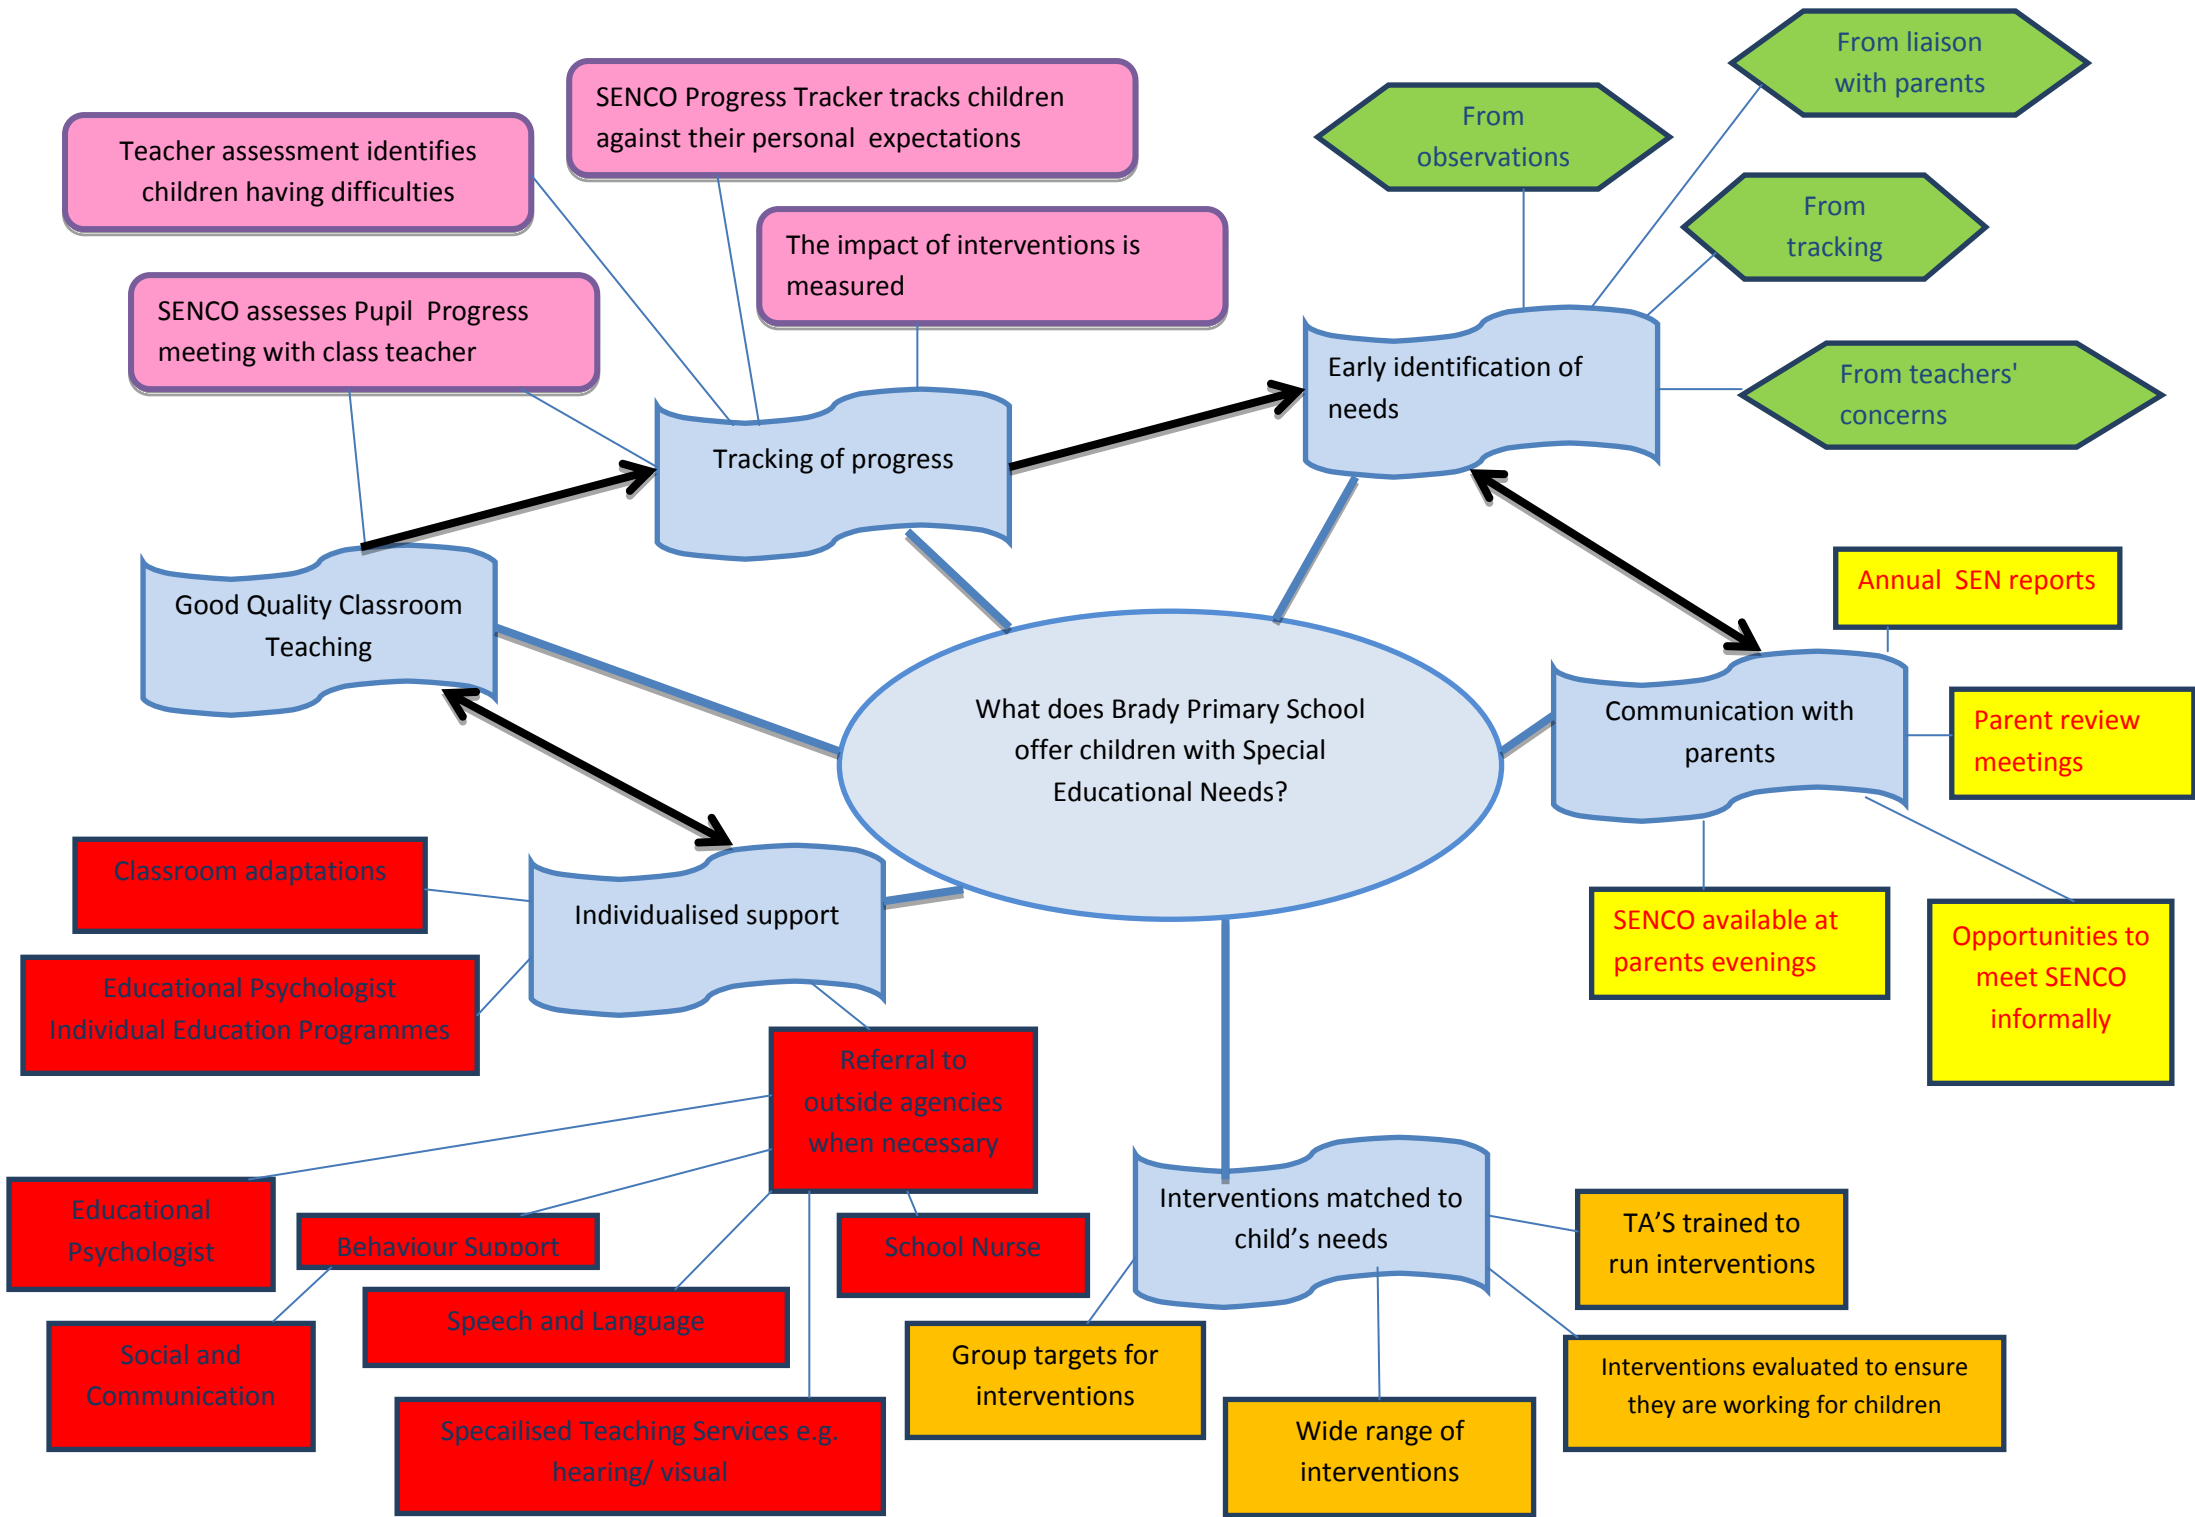 From liaison
with parents
SENCO Progress Tracker tracks children
against their personal  expectations
From
observations
Teacher assessment identifies
children having difficulties
From
tracking
The impact of interventions is
measured
SENCO assesses Pupil  Progress
meeting with class teacher
Early identification of
needs
From teachers'
concerns
Tracking of progress
Annual  SEN reports
Good Quality Classroom
Teaching
What does Brady Primary School
offer children with Special
Educational Needs?
Communication with
parents
Parent review
meetings
Classroom adaptations
Individualised support
SENCO available at
parents evenings
Opportunities to
meet SENCO
informally
Educational Psychologist
Individual Education Programmes
Referral to
outside agencies
when necessary
Educational
Psychologist
Behaviour Support
School Nurse
Interventions matched to
child’s needs
TA’S trained to
run interventions
Speech and Language
Social and
Communication
Group targets for
interventions
Interventions evaluated to ensure
they are working for children
Specailised Teaching Services e.g.
hearing/ visual
Wide range of
interventions